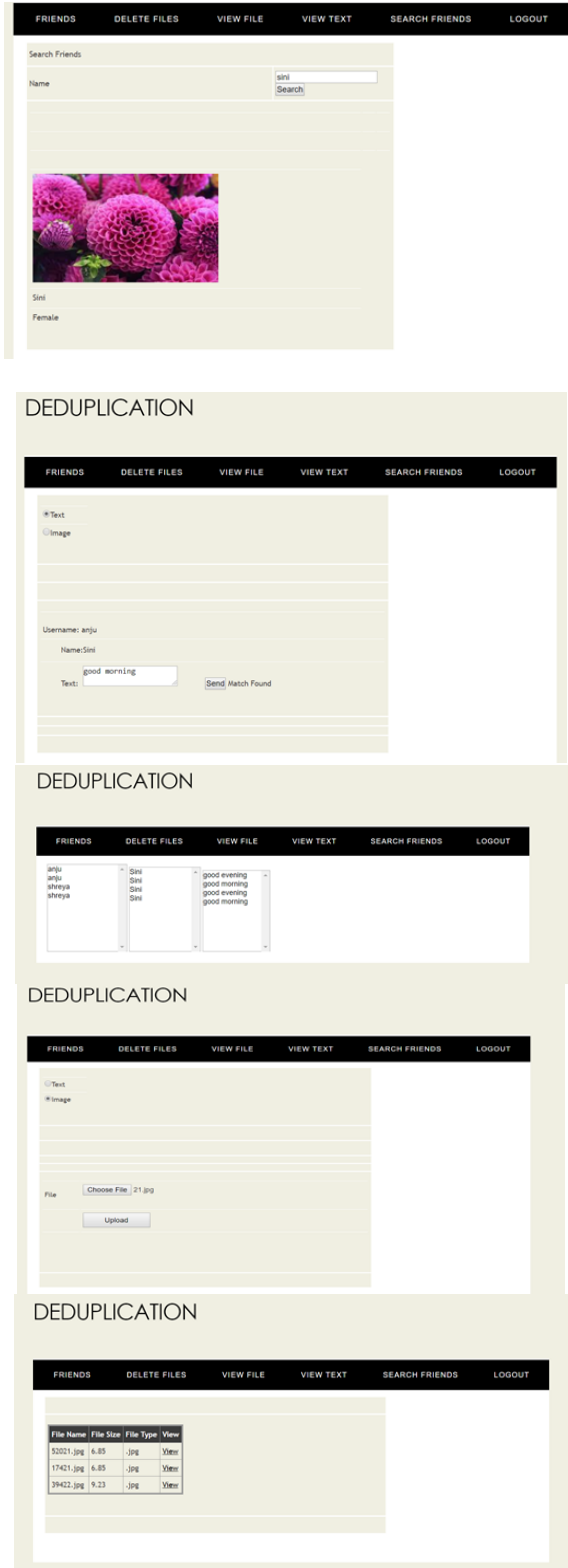 FRIENDS DELETE FILES VIEW FILE VIEW TEXT SEARCH FRIENDS LOGOUT
Search Friends
Name sini
Search
Sini
Female
DEDUPLICATION
FRIENDS DELETE FILES VIEW FILE VIEW TEXT SEARCH FRIENDS LOGOUT
Text
Image
Username: anju
Name:Sini
Text: good morning Send Match Found
DEDUPLICATION
FRIENDS DELETE FILES VIEW FILE VIEW TEXT SEARCH FRIENDS LOGOUT
anju Sini good evening
anju Sini good morning
shreya Sini good evening
shreya Sini good morning
DEDUPLICATION
FRIENDS DELETE FILES VIEW FILE VIEW TEXT SEARCH FRIENDS LOGOUT
Text
Image
File Choose File 21.jpg
Upload
DEDUPLICATION
FRIENDS DELETE FILES VIEW FILE VIEW TEXT SEARCH FRIENDS LOGOUT
File Name File Size File Type View
52021.jpg 6.85 .jpg View
17421.jpg 6.85 .jpg View
39422.jpg 9.23 .jpg View